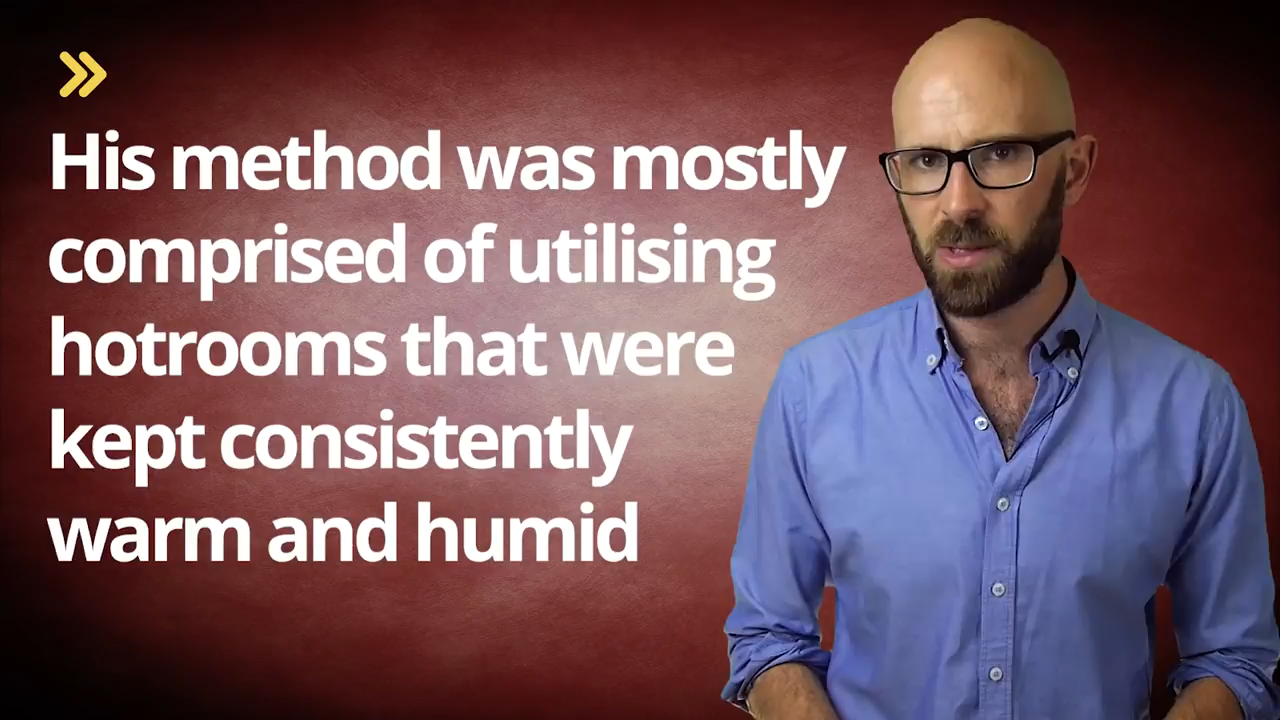 His method was mostly
comprised of utilising
hotrooms that were
kept consistently
warm and humid